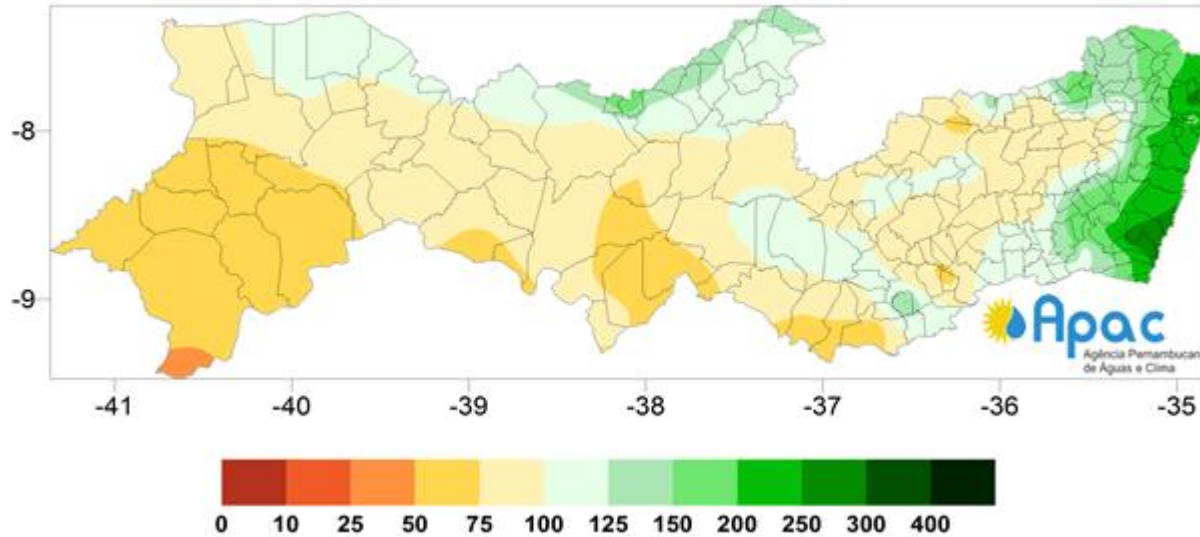 -8
-9
Apac
Agência Pernambucan
de Águas e Clima
-41 -40 -39 -38 -37 -36 -35
0 10 25 50 75 100 125 150 200 250 300 400